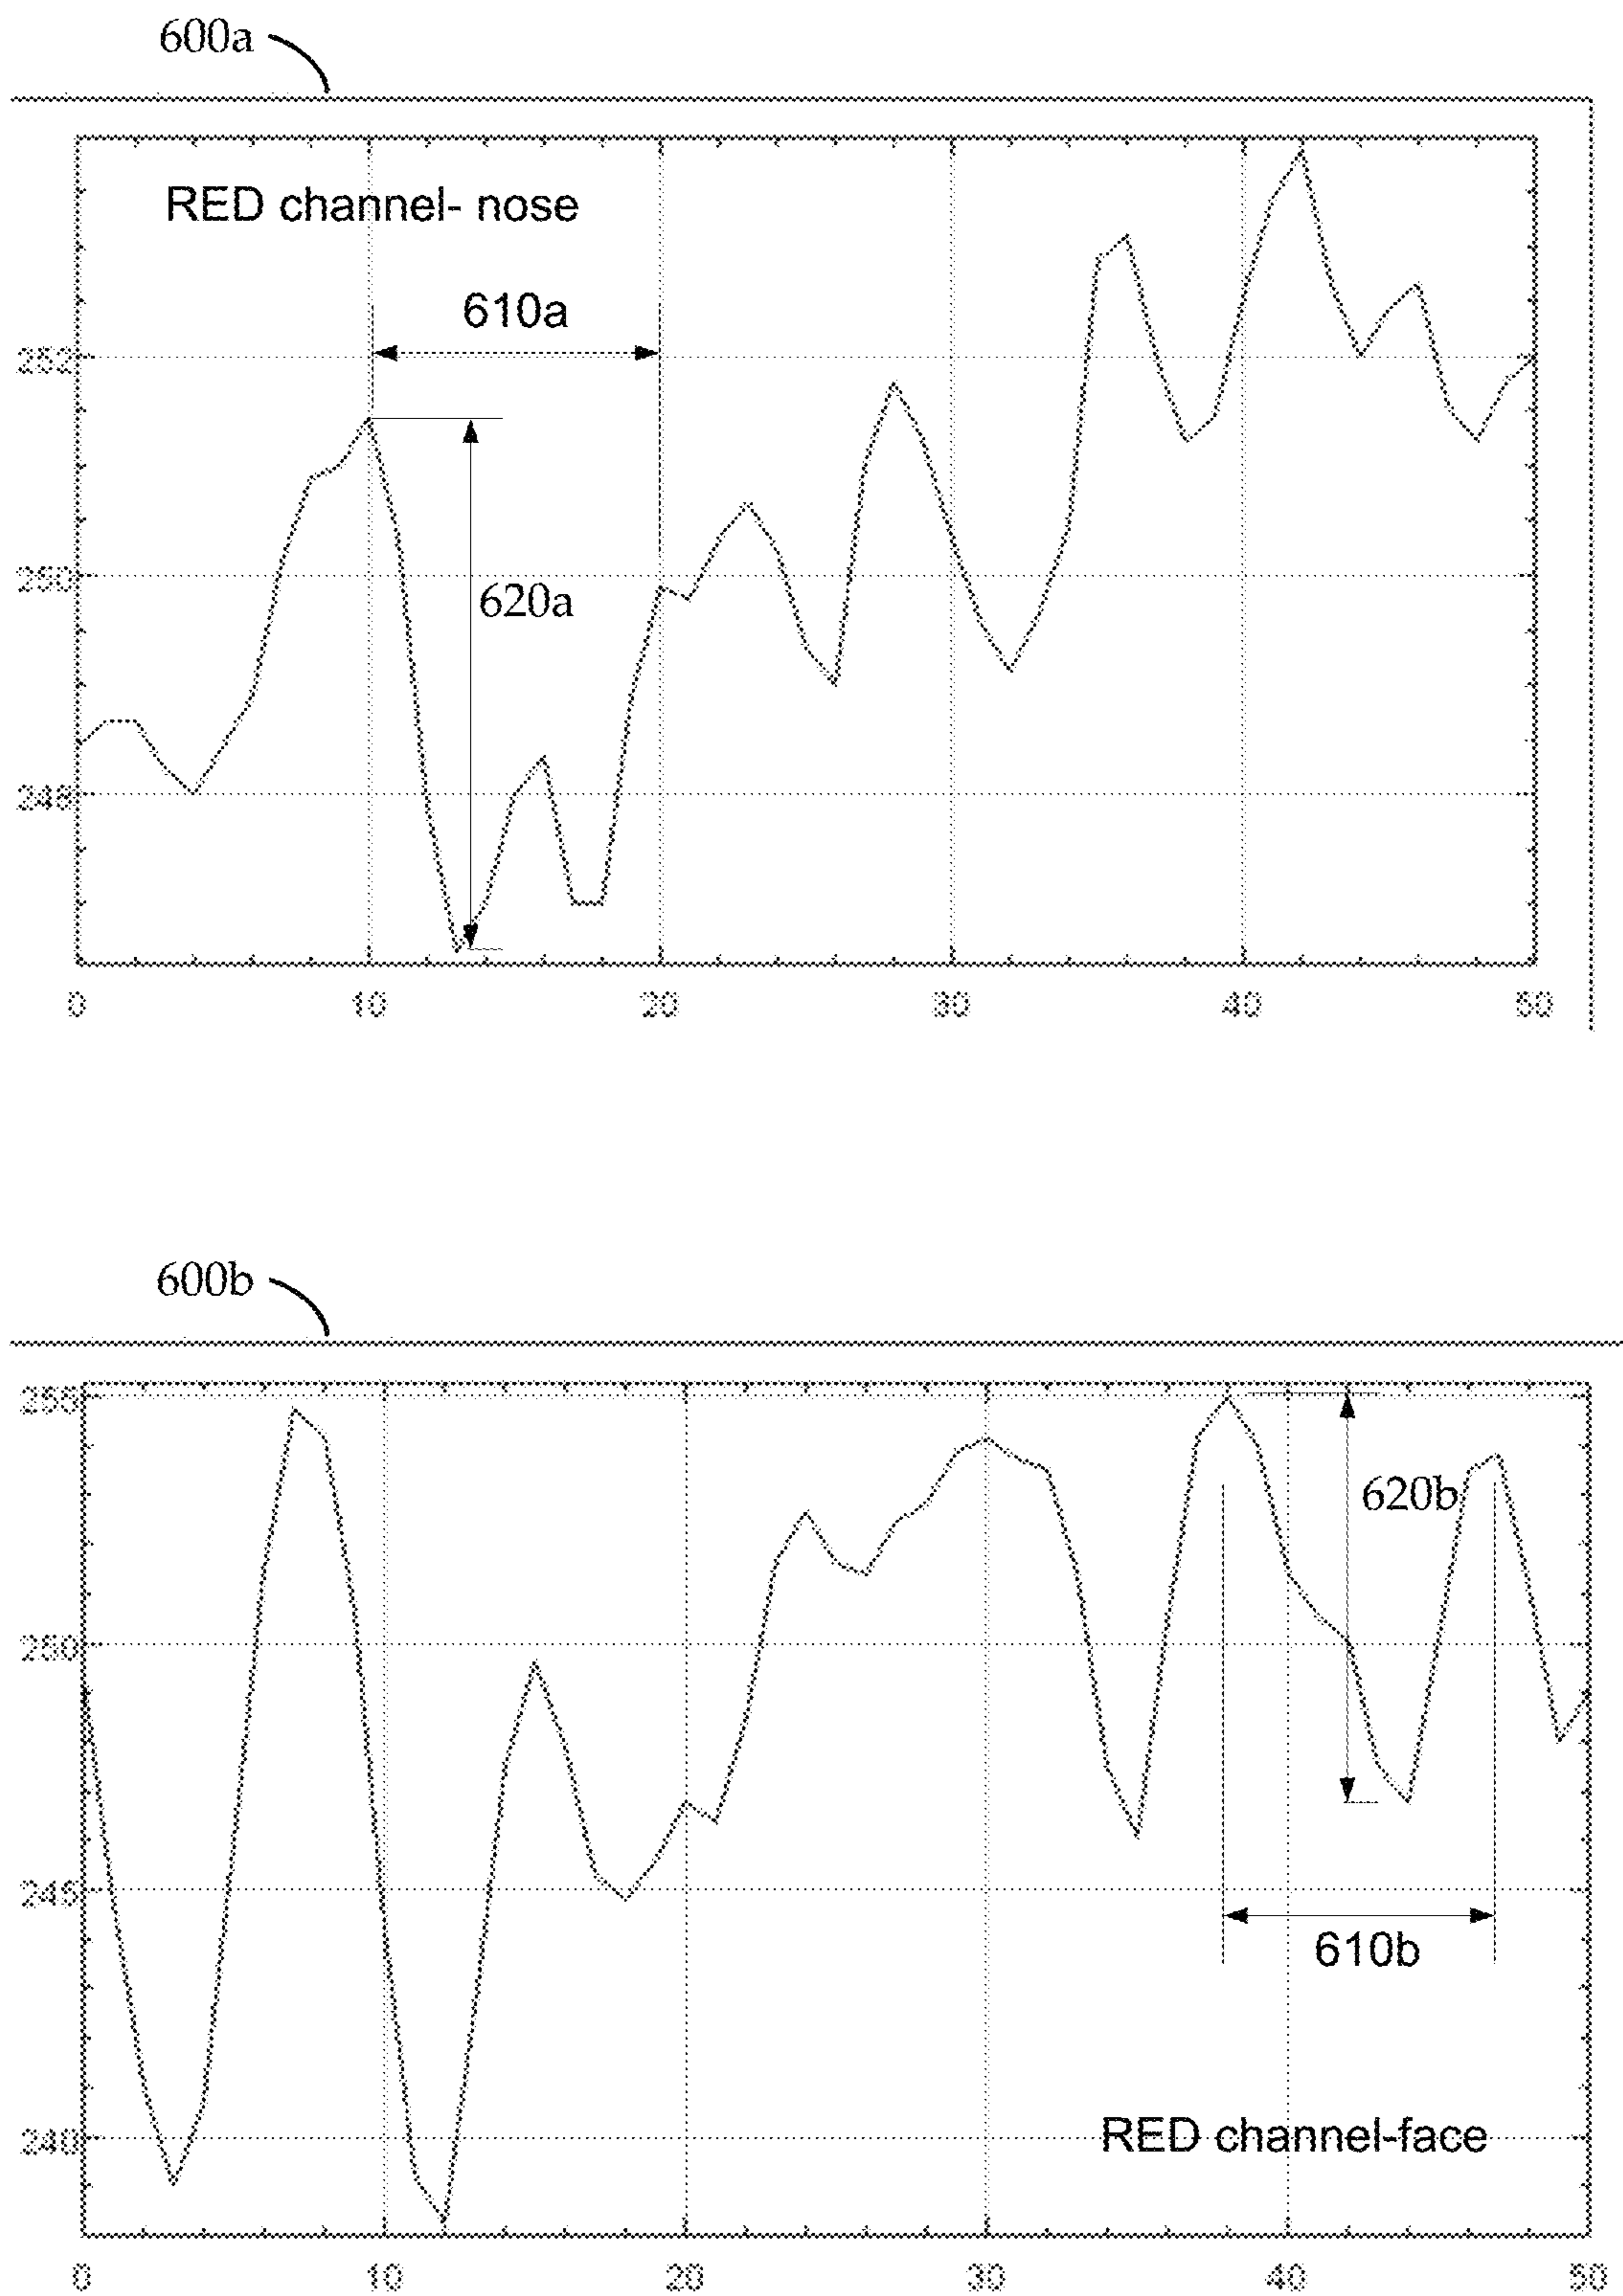 600a
RED channel- nose
610a
252
250
620a
248
0 10 20 30 40 50
600b
255
620b
250
245
610b
240
RED channel-face
0 10 20 30 40 50